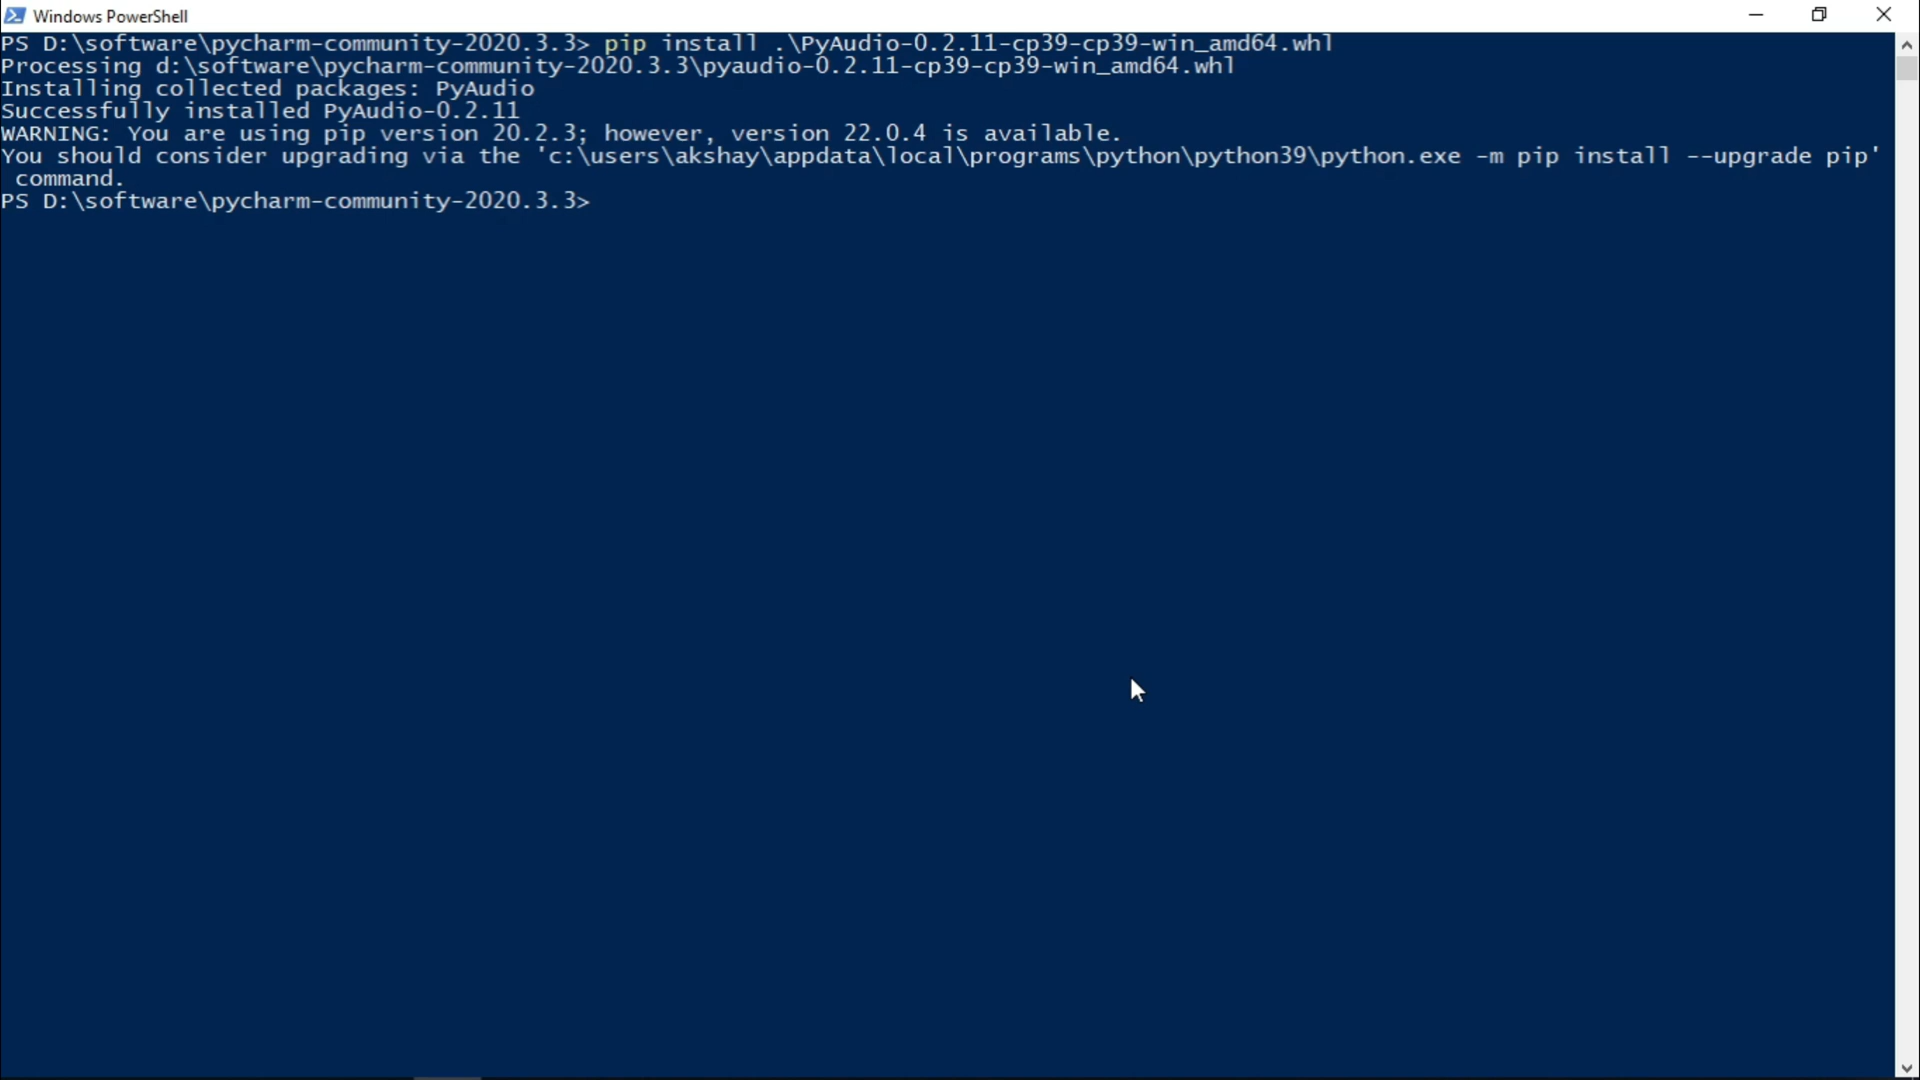 Windows PowerShell
PS D:\software\pycharm-community-2020.3.3> pip install .\PyAudio-0.2.11-cp39-cp39-win_amd64.whl
Processing d:\software\pycharm-community-2020.3.3\pyaudio-0.2.11-cp39-cp39-win_amd64.whl
Installing collected packages: PyAudio
Successfully installed PyAudio-0.2.11
WARNING: You are using pip version 20.2.3; however, version 22.0.4 is available.
You should consider upgrading via the 'c:\users\akshay\appdata\local\programs\python\python39\python.exe -m pip install --upgrade pip'
 command.
PS D:\software\pycharm-community-2020.3.3>